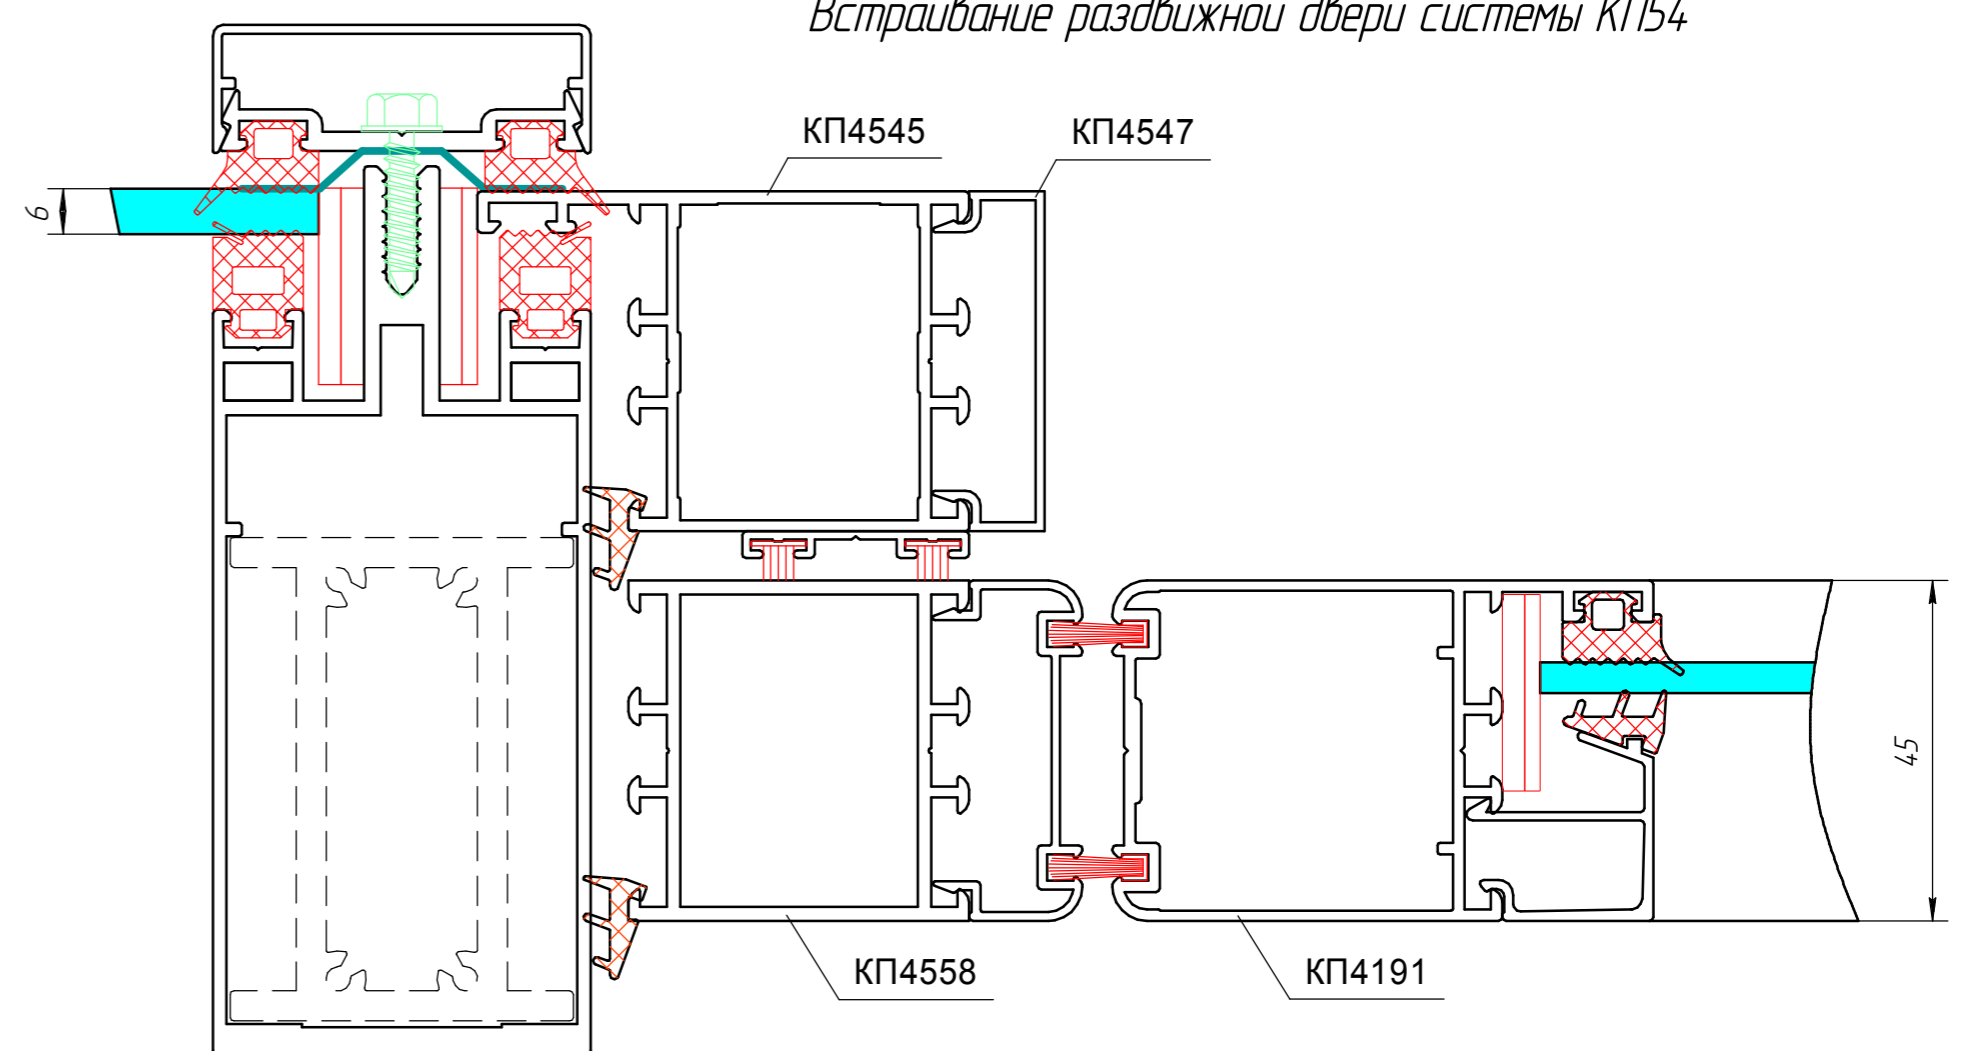 Встраивание раздвижной двери системы КП54
КП4545
КП4547
6
45
КП4558
КП4191